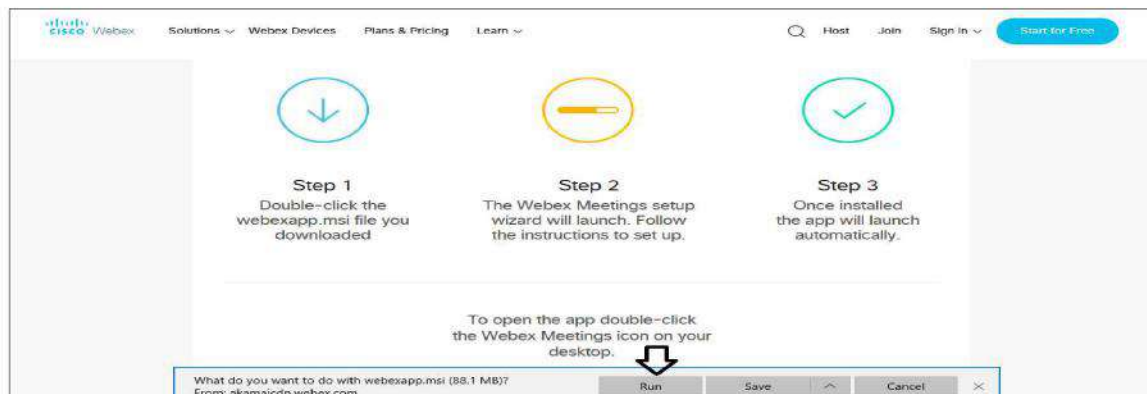 CISCO Webex Solutions Webex Devices Plans & Pricing Learn Host Join Sign In Start for Free
Step 1
Double-click the
webexapp.msi file you
downloaded
Step 2
The Webex Meetings setup
wizard will launch. Follow
the instructions to set up.
Step 3
Once installed
the app will launch
automatically.
To open the app double-click
the Webex Meetings icon on your
desktop.
What do you want to do with webexapp.msi (88.1 MB)?
From: akamaicdn.webex.com
Run Save Cancel